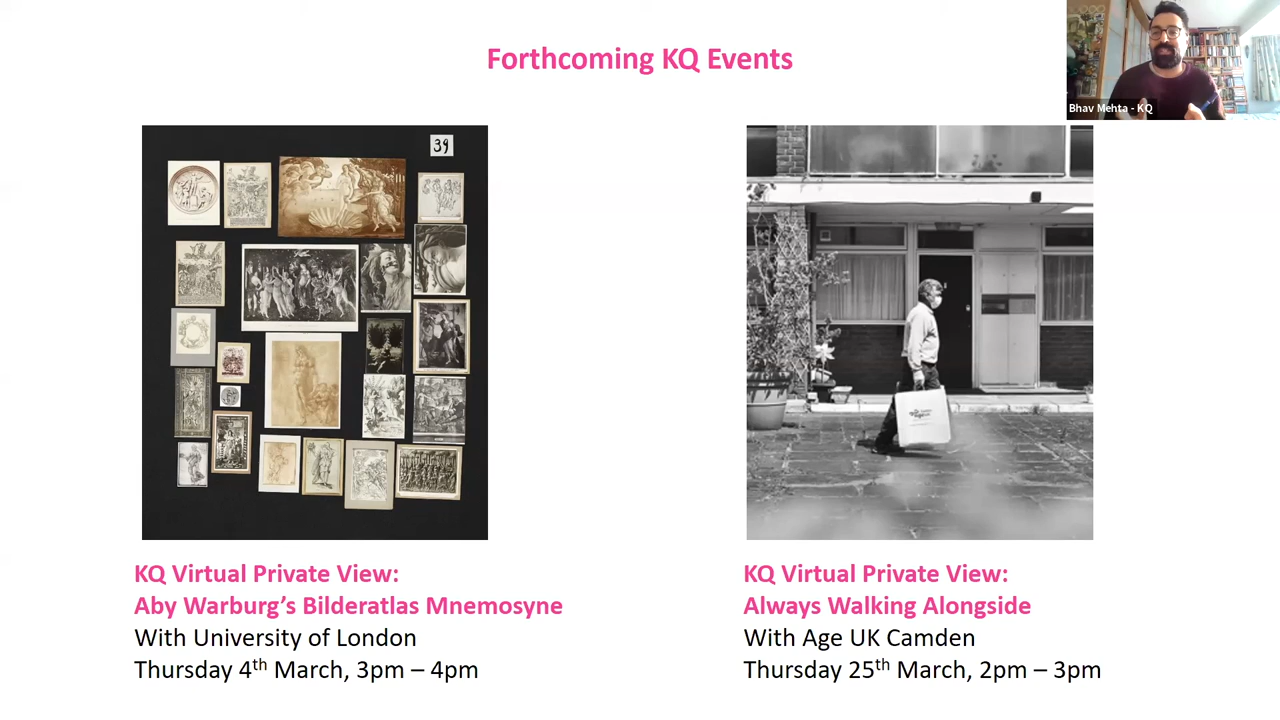 Forthcoming KQ Events
Bhav Mehta - KQ
39
KQ Virtual Private View:
Aby Warburg’s Bilderatlas Mnemosyne
With University of London
Thursday 4th March, 3pm – 4pm
KQ Virtual Private View:
Always Walking Alongside
With Age UK Camden
Thursday 25th March, 2pm – 3pm